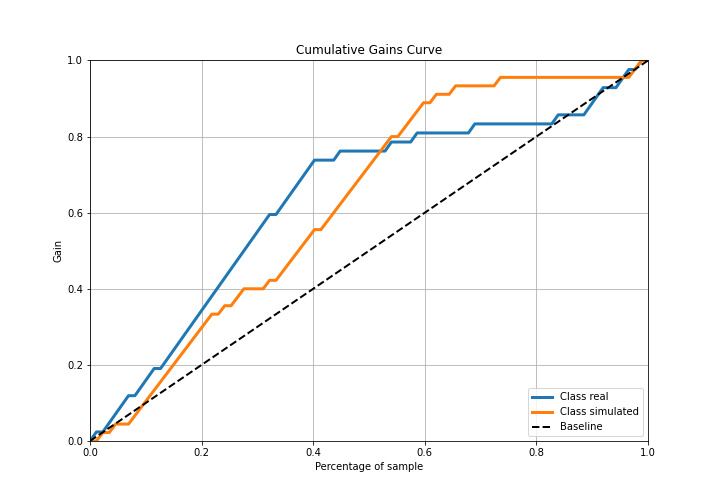 Cumulative Gains Curve
1.0
0.8
0.6
0.4
0.2
0.0
Gain
0.0 0.2 0.4 0.6 0.8 1.0
Percentage of sample
Class real
Class simulated
Baseline